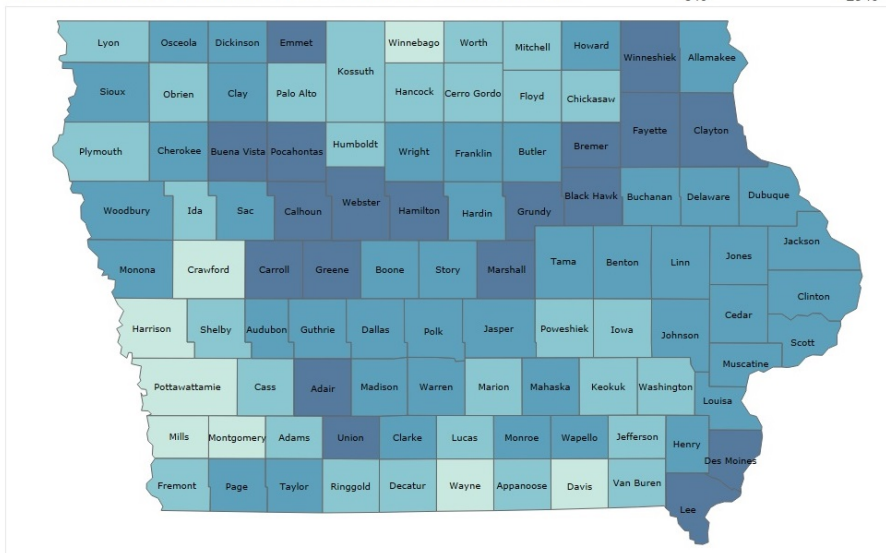 Lyon Osceola Dickinson Emmet Winnebago Worth Mitchell Howard Winneshiek Allamakee
Kossuth
Sioux Obrien Clay Palo Alto Hancock Cerro Gordo Floyd Chickasaw
Plymouth Cherokee Buena Vista Pocahontas Humboldt Wright Franklin Butler Bremer Fayette Clayton
Woodbury Ida Sac Calhoun Webster Hamilton Hardin Grundy Black Hawk Buchanan Delaware Dubuque
Monona Crawford Carroll Greene Boone Story Marshall Tama Benton Linn Jones Jackson
Clinton
Harrison Shelby Audubon Guthrie Dallas Polk Jasper Poweshiek Iowa Johnson Cedar Scott
Muscatine
Pottawattamie Cass Adair Madison Warren Marion Mahaska Keokuk Washington Louisa
Mills Montgomery Adams Union Clarke Lucas Monroe Wapello Jefferson Henry Des Moines
Fremont Page Taylor Ringgold Decatur Wayne Appanoose Davis Van Buren Lee